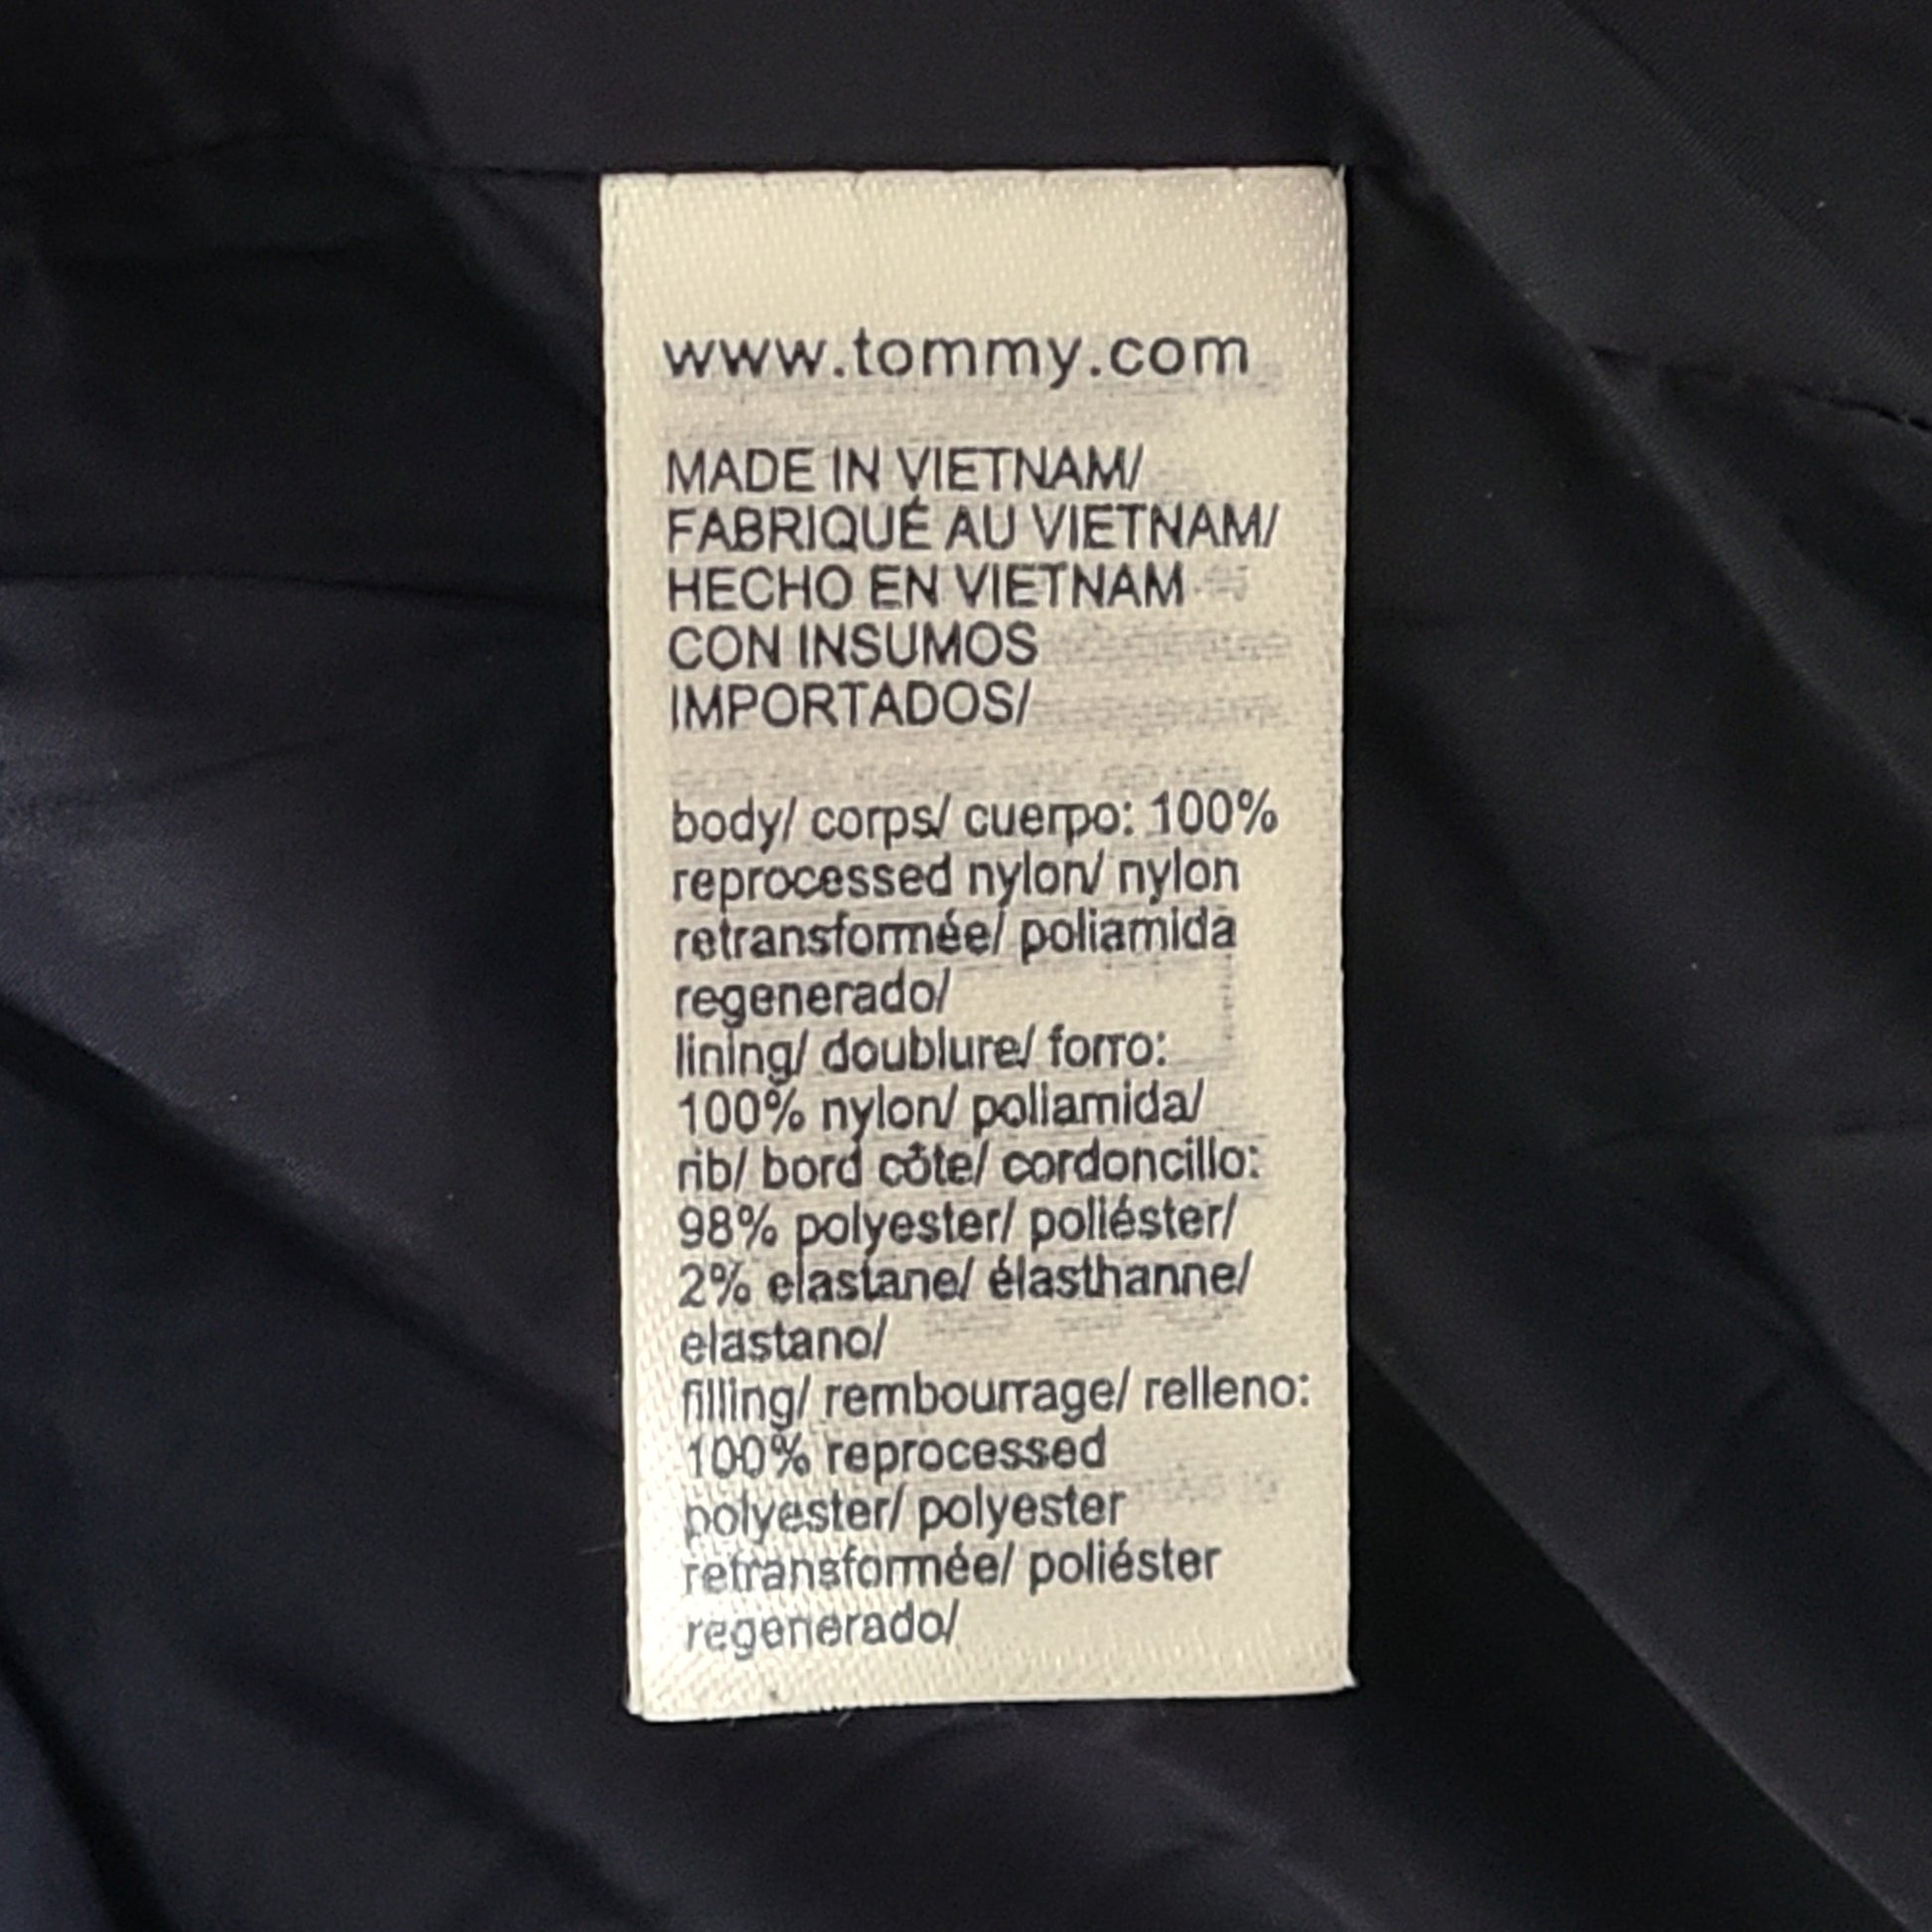 www.tommy.com
MADE IN VIETNAM/
FABRIQUÉ AU VIETNAM/
HECHO EN VIETNAM
CON INSUMOS
IMPORTADOS/
body/ corps/ cuerpo: 100%
reprocessed nylon/ nylon
retransformée/ poliamida
regenerado/
lining/ doublure/ forro:
100% nylon/ poliamida/
rib/ bord côte/ cordoncillo:
98% polyester/ poliéster/
2% elastane/ élasthanne/
elastano/
filling/ rembourrage/ relleno:
100% reprocessed
polyester/ polyester
retransformée/ poliéster
regenerado/